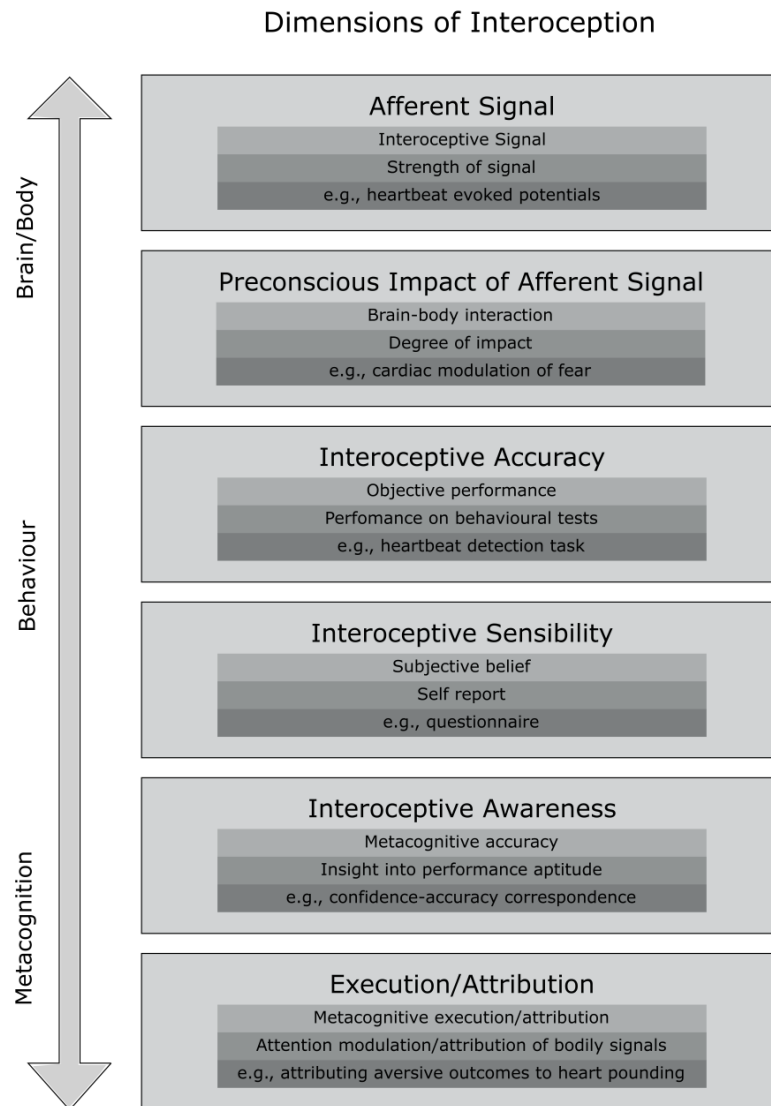 Dimensions of Interoception
Brain/Body
Behaviour
Metacognition
Afferent Signal
Interoceptive Signal
Strength of signal
e.g., heartbeat evoked potentials
Preconscious Impact of Afferent Signal
Brain-body interaction
Degree of impact
e.g., cardiac modulation of fear
Interoceptive Accuracy
Objective performance
Perfomance on behavioural tests
e.g., heartbeat detection task
Interoceptive Sensibility
Subjective belief
Self report
e.g., questionnaire
Interoceptive Awareness
Metacognitive accuracy
Insight into performance aptitude
e.g., confidence-accuracy correspondence
Execution/Attribution
Metacognitive execution/attribution
Attention modulation/attribution of bodily signals
e.g., attributing aversive outcomes to heart pounding